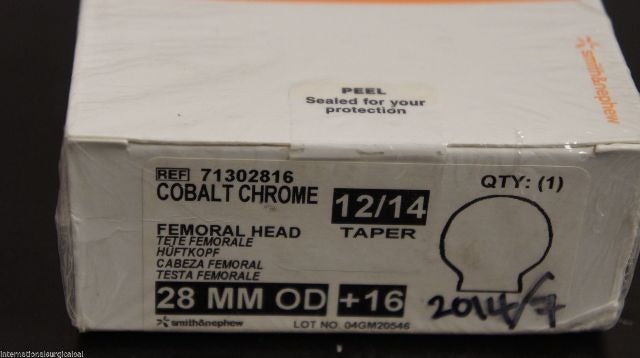 smith&nephew
PEEL
Sealed for your
protection
REF 71302816
COBALT CHROME
12/14
TAPER
QTY: (1)
FEMORAL HEAD
TETE FEMORALE
HÜFTKOPF
CABEZA FEMORAL
TESTA FEMORALE
28 MM OD +16
2014/7
smith&nephew
LOT NO. 04GM20546
internationalsurgicalsal